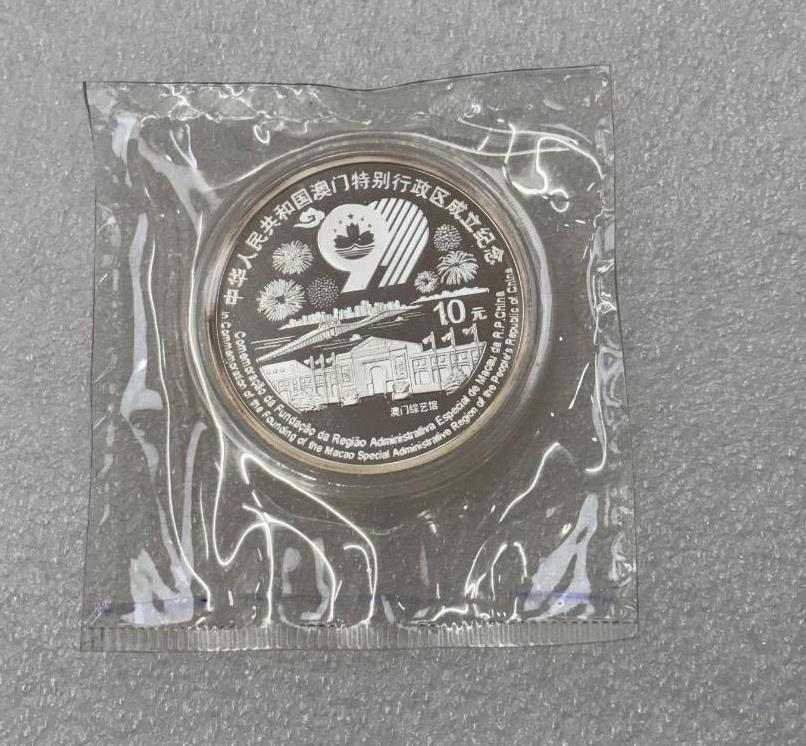 中华人民共和国澳门特别行政区成立纪念
99
10元
澳门综艺馆
Comemoração da Fundação da Região Administrativa Especial de Macau da R.P.China
Commemoration of the Founding of the Macao Special Administrative Region of the People's Republic of China